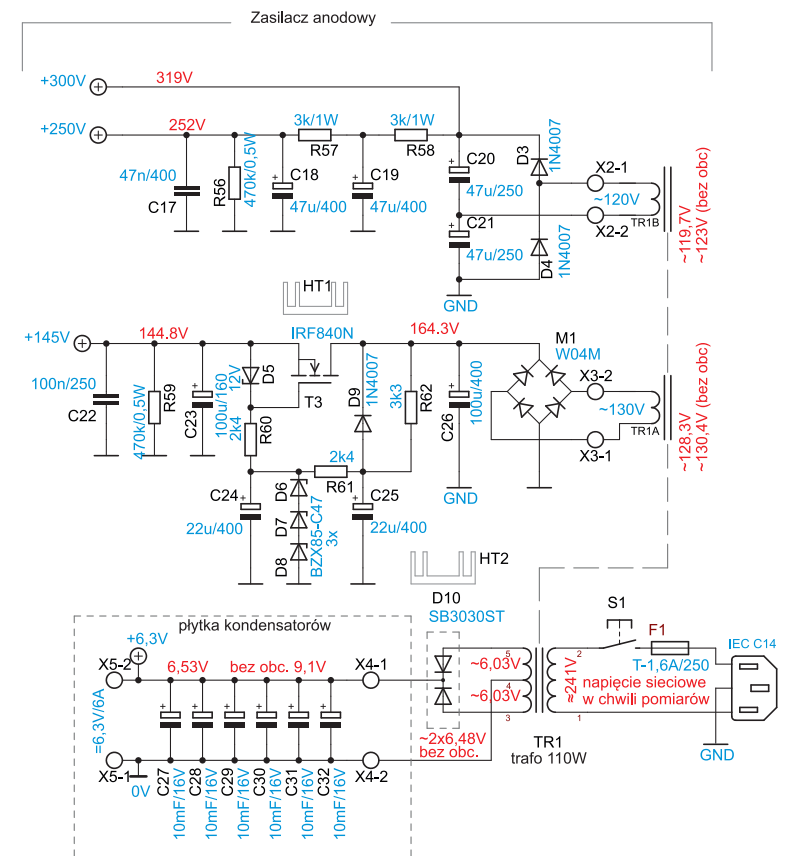 Zasilacz anodowy
+300V
319V
+250V
252V
3k/1W
R57
3k/1W
R58
47n/400
C17
R56
470k/0,5W
C18
47u/400
C19
47u/400
C20
47u/250
C21
47u/250
D3
1N4007
D4
1N4007
X2-1
~120V
X2-2
TR1B
~119,7V
~123V (bez obc)
GND
HT1
+145V
144.8V
IRF840N
164.3V
M1
W04M
100n/250
C22
R59
470k/0,5W
C23
100u/160
D5
12V
T3
D9
1N4007
R62
3k3
C26
100u/400
X3-2
~130V
X3-1
TR1A
~128,3V
~130,4V (bez obc)
R60
2k4
2k4
R61
C24
22u/400
D6
D7
D8
BZX85-C47
3x
C25
22u/400
GND
HT2
D10
SB3030ST
płytka kondensatorów
+6,3V
X5-2
6,53V
bez obc. 9,1V
X4-1
=6,3V/6A
X5-1
0V
X4-2
C27
10mF/16V
C28
10mF/16V
C29
10mF/16V
C30
10mF/16V
C31
10mF/16V
C32
10mF/16V
~6,03V
~6,03V
5
4
3
2
1
~2x6,48V
bez obc.
TR1
trafo 110W
≈241V
napięcie sieciowe
w chwili pomiarów
S1
F1
T-1,6A/250
IEC C14
GND